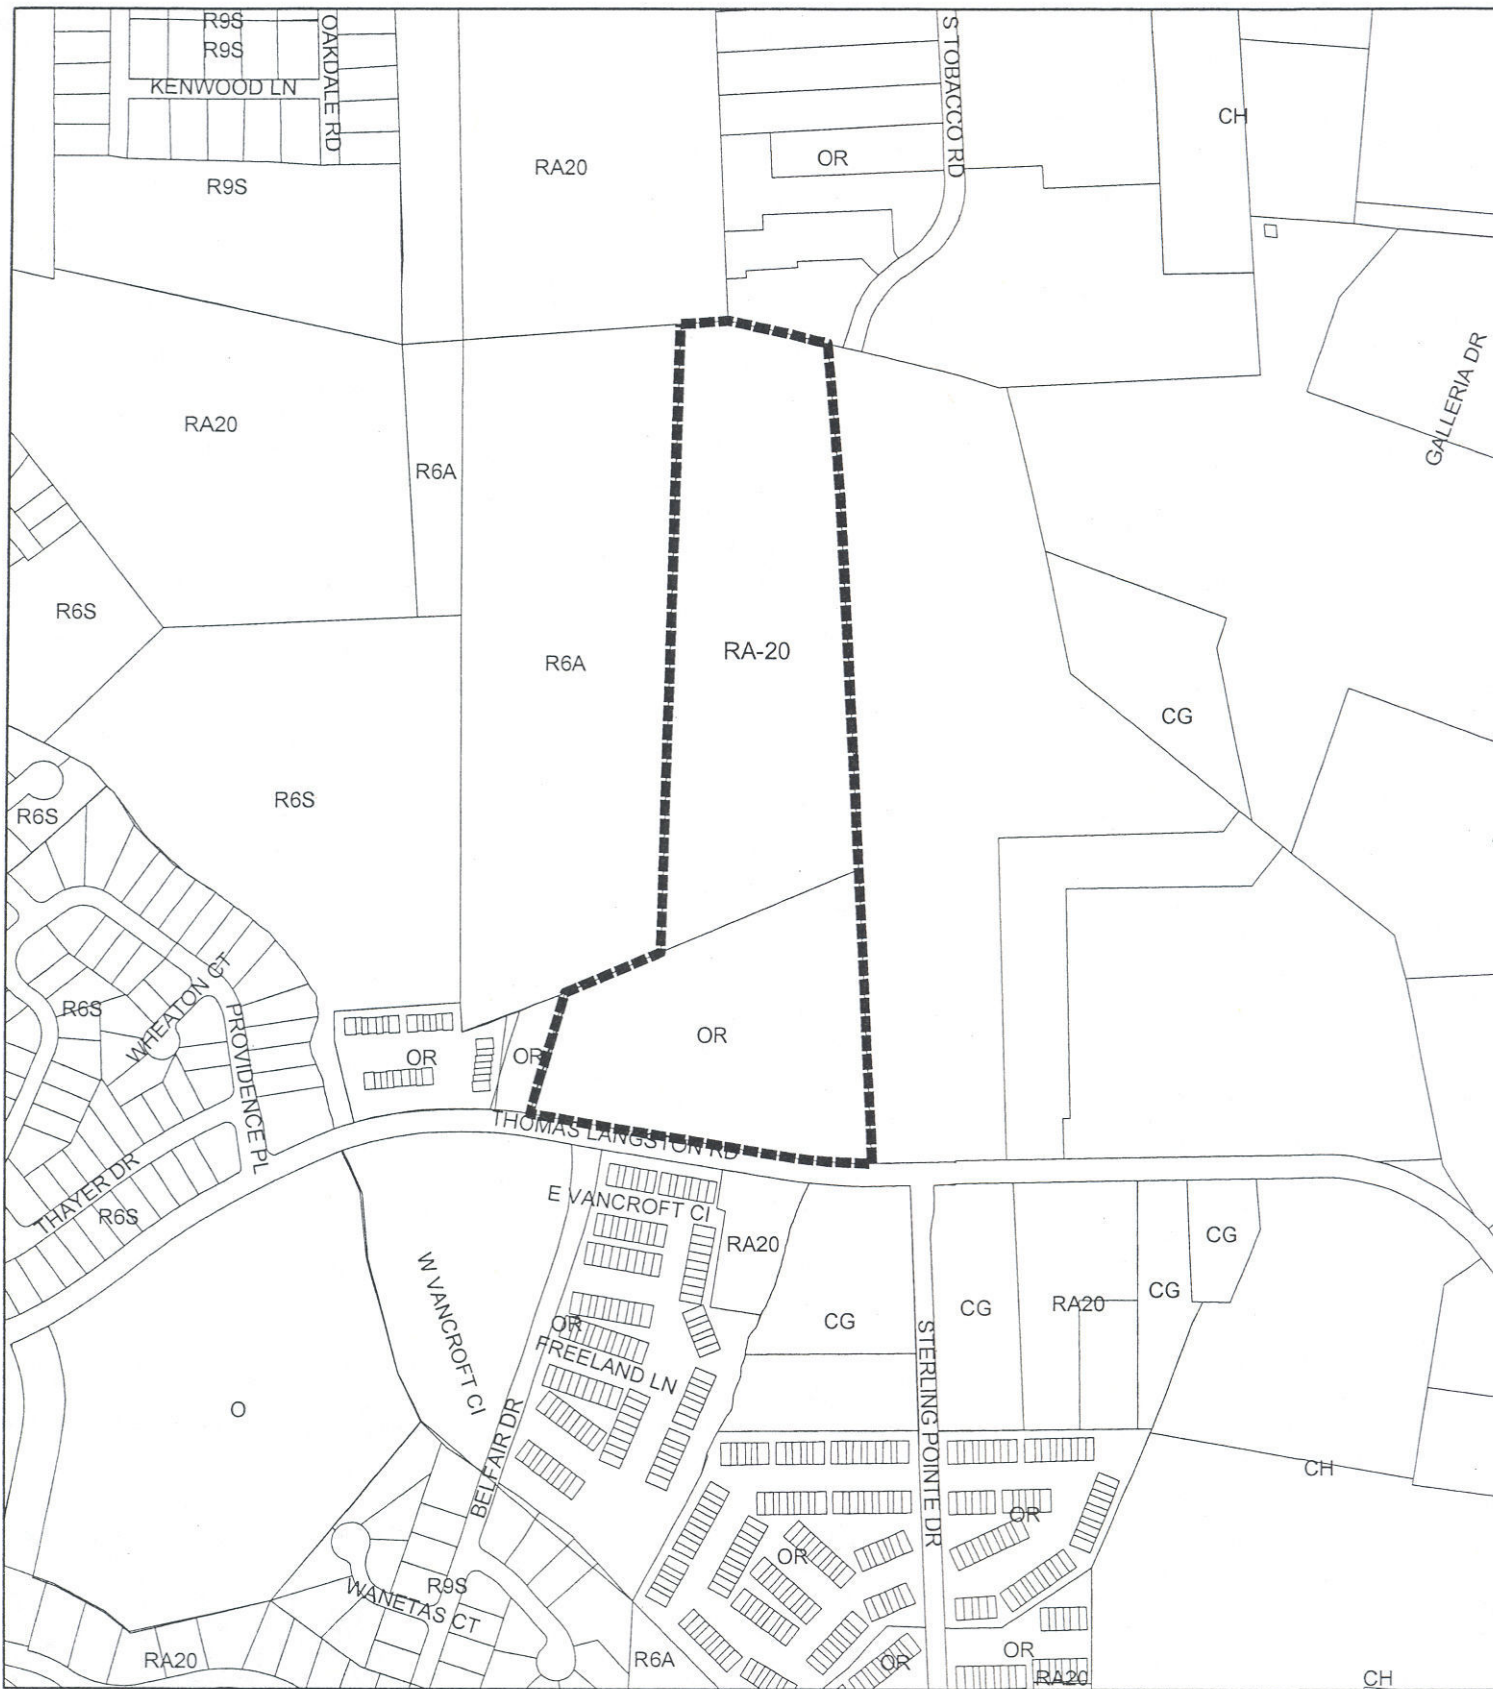 R9S
R9S
KENWOOD LN
OAKDALE RD
S TOBACCO RD
CH
OR
RA20
R9S
GALLERIA DR
RA20
R6A
R6S
R6A
RA-20
CG
R6S
R6S
R6S
WHEATON CT
PROVIDENCE PL
OR
OR
OR
THOMAS LANGSTON RD
THAYER DR
R6S
E VANCROFT CI
RA20
CG
W VANCROFT CI
CG
CG
RA20
CG
OR
FREELAND LN
STERLING POINTE DR
O
BELFAIR DR
CH
OR
OR
R9S
WANETAS CT
RA20
R6A
OR
OR
RA20
CH